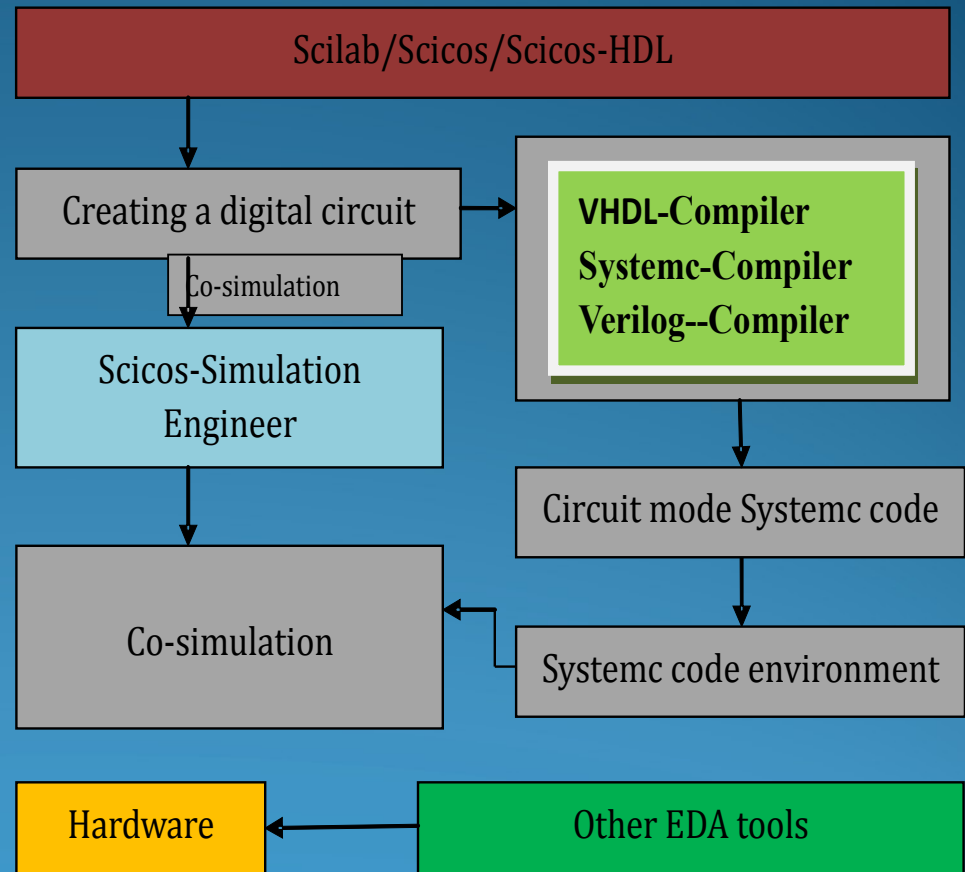 Scilab/Scicos/Scicos-HDL
Creating a digital circuit
Co-simulation
VHDL-Compiler
Systemc-Compiler
Verilog--Compiler
Scicos-Simulation
Engineer
Circuit mode Systemc code
Co-simulation
Systemc code environment
Hardware
Other EDA tools